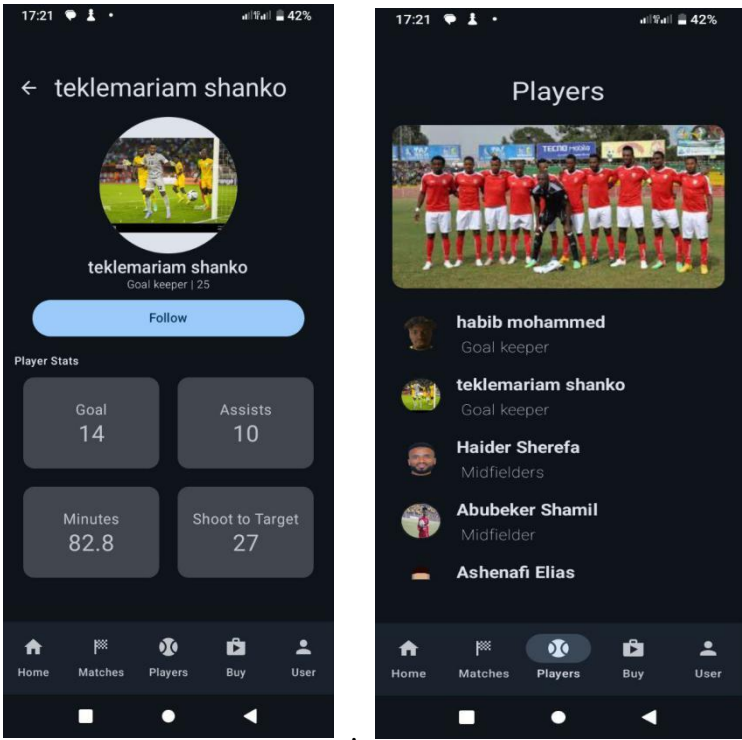 17:21
42%
teklemariam shanko
teklemariam shanko
Goal keeper | 25
Follow
Player Stats
Goal
14
Assists
10
Minutes
82.8
Shoot to Target
27
Home Matches Players Buy User
17:21
42%
Players
TECNO mobile
habib mohammed
Goal keeper
teklemariam shanko
Goal keeper
Haider Sherefa
Midfielders
Abubeker Shamil
Midfielder
Ashenafi Elias
Home Matches Players Buy User